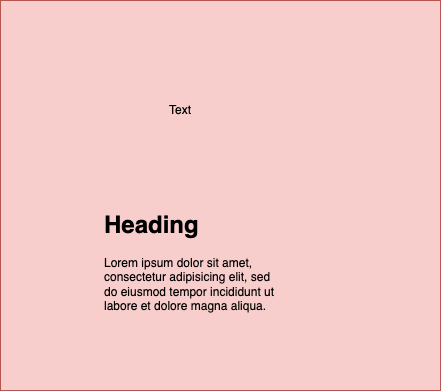 Text
Heading
Lorem ipsum dolor sit amet,
consectetur adipisicing elit, sed
do eiusmod tempor incididunt ut
labore et dolore magna aliqua.